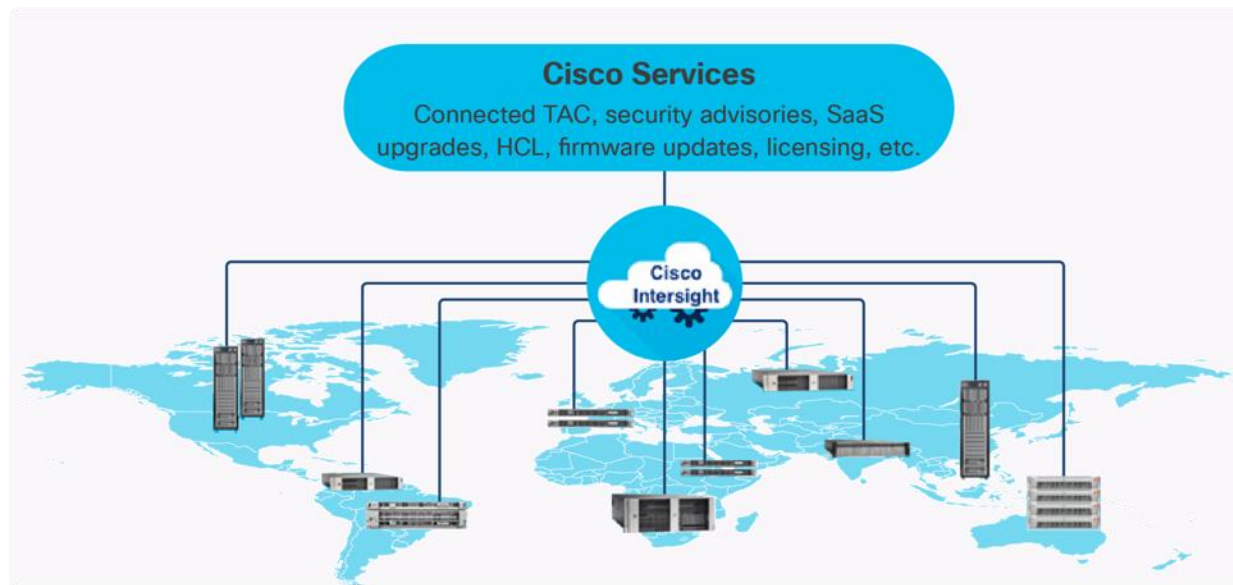 Cisco Services
Connected TAC, security advisories, SaaS
upgrades, HCL, firmware updates, licensing, etc.
Cisco
Intersight